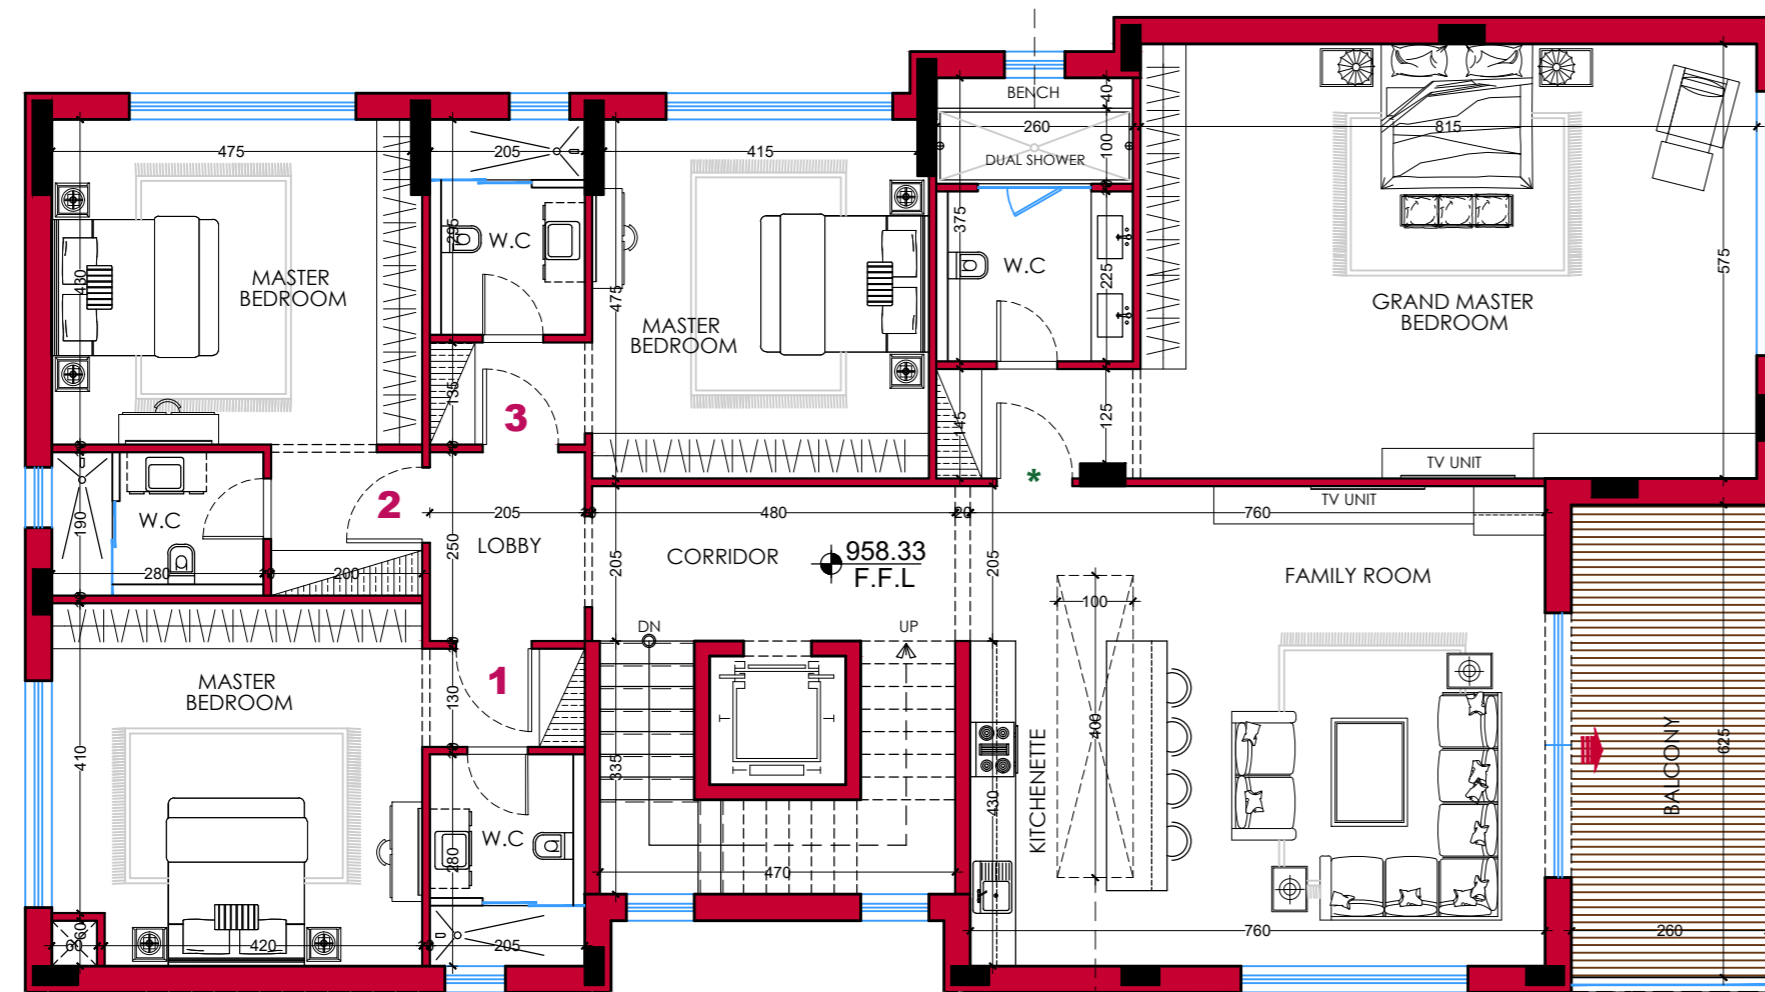 BENCH
40
260
815
100
DUAL SHOWER
475
205
415
295
W.C
375
W.C
225
575
430
MASTER
BEDROOM
475
MASTER
BEDROOM
GRAND MASTER
BEDROOM
135
3
145
125
*
TV UNIT
TV UNIT
2
W.C
190
205
20
480
20
760
LOBBY
250
CORRIDOR
958.33
F.F.L
205
205
FAMILY ROOM
280
20
200
100
DN
UP
1
MASTER
BEDROOM
130
410
335
400
KITCHENETTE
430
BALCONY
625
W.C
280
470
60
60
420
20
205
760
260